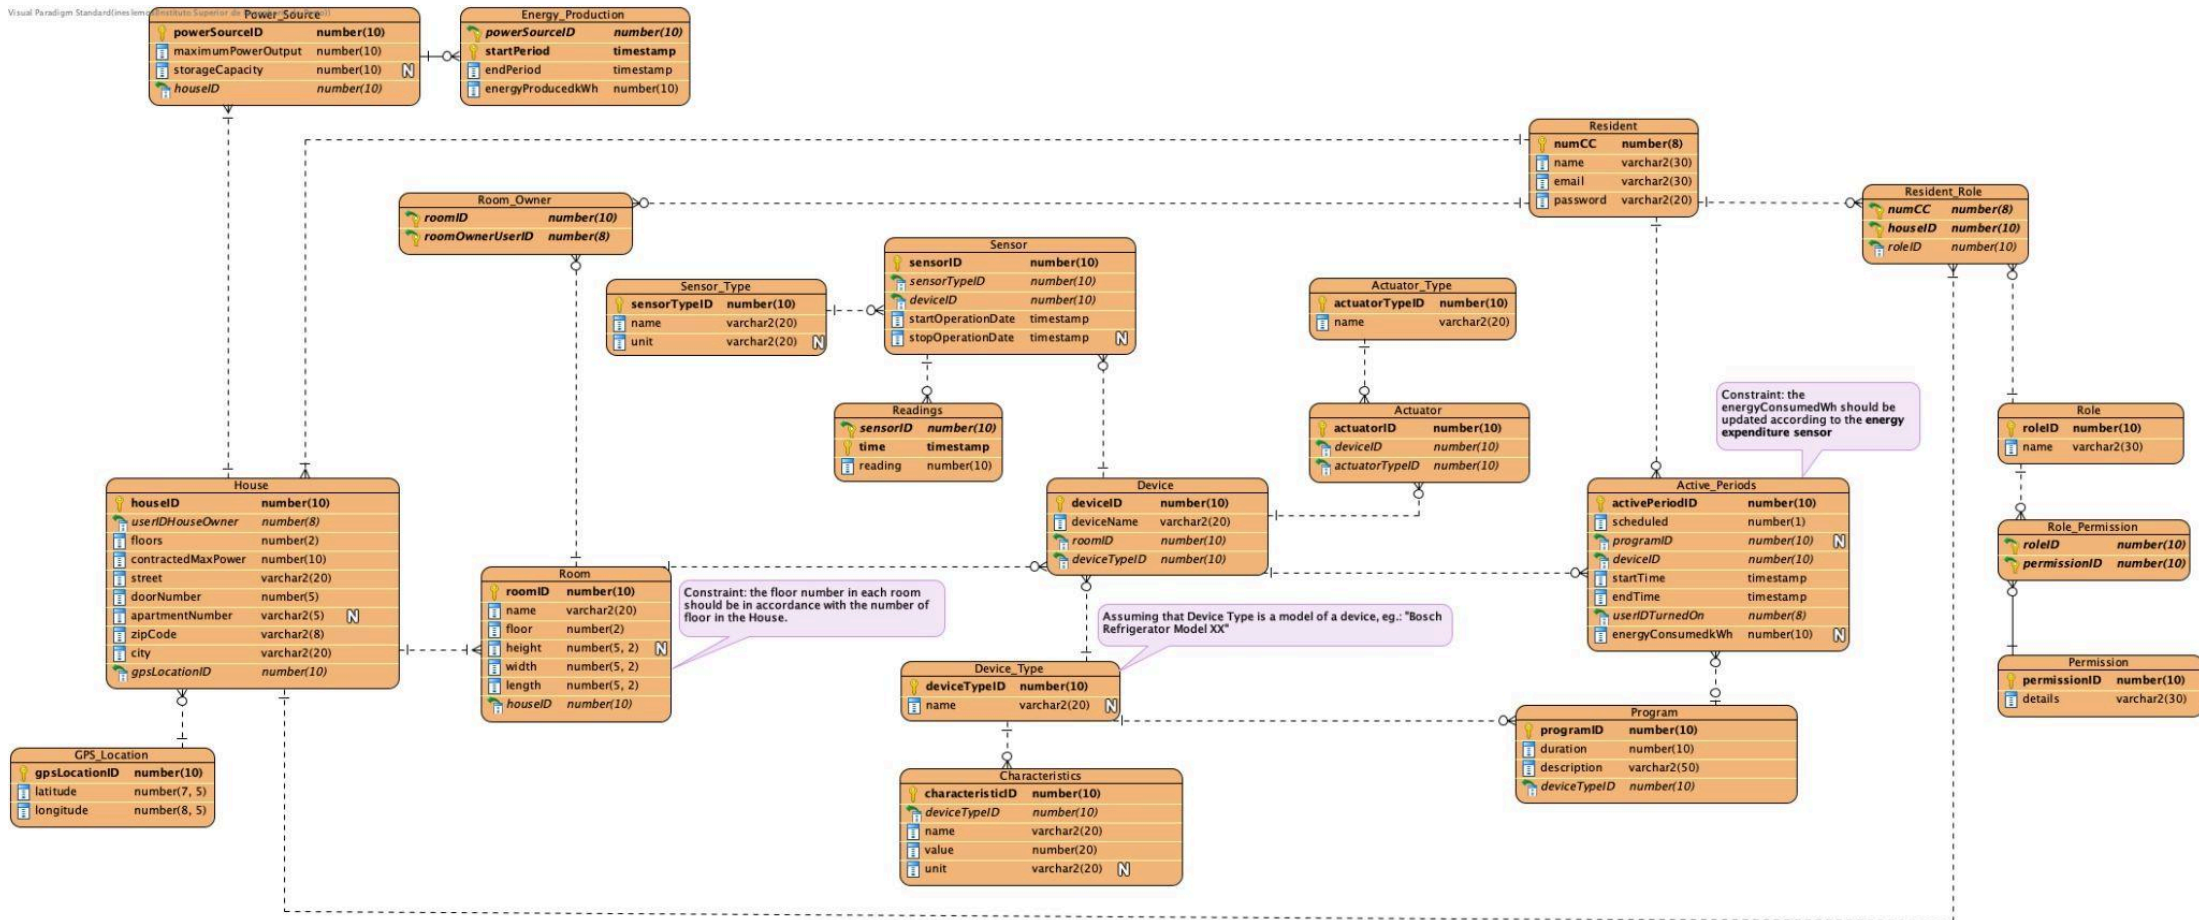 Visual Paradigm Standard(ineslemos(Instituto Superior de
Power_Source
powerSourceID number(10)
maximumPowerOutput number(10)
storageCapacity number(10) N
houseID number(10)
Energy_Production
powerSourceID number(10)
startPeriod timestamp
endPeriod timestamp
energyProducedkWh number(10)
Resident
numCC number(8)
name varchar2(30)
email varchar2(30)
password varchar2(20)
Resident_Role
numCC number(8)
houseID number(10)
roleID number(10)
Room_Owner
roomID number(10)
roomOwnerUserID number(8)
Sensor
sensorID number(10)
sensorTypeID number(10)
deviceID number(10)
startOperationDate timestamp
stopOperationDate timestamp N
Sensor_Type
sensorTypeID number(10)
name varchar2(20)
unit varchar2(20) N
Actuator_Type
actuatorTypeID number(10)
name varchar2(20)
Constraint: the
energyConsumedWh should be
updated according to the energy
expenditure sensor
Readings
sensorID number(10)
time timestamp
reading number(10)
Actuator
actuatorID number(10)
deviceID number(10)
actuatorTypeID number(10)
Role
roleID number(10)
name varchar2(30)
House
houseID number(10)
userIDHouseOwner number(8)
floors number(2)
contractedMaxPower number(10)
street varchar2(20)
doorNumber number(5)
apartmentNumber varchar2(5) N
zipCode varchar2(8)
city varchar2(20)
gpsLocationID number(10)
Device
deviceID number(10)
deviceName varchar2(20)
roomID number(10)
deviceTypeID number(10)
Active_Periods
activePeriodID number(10)
scheduled number(1)
programID number(10) N
deviceID number(10)
startTime timestamp
endTime timestamp
userIDTurnedOn number(8)
energyConsumedkWh number(10) N
Role_Permission
roleID number(10)
permissionID number(10)
Room
roomID number(10)
name varchar2(20)
floor number(2)
height number(5, 2) N
width number(5, 2)
length number(5, 2)
houseID number(10)
Constraint: the floor number in each room
should be in accordance with the number of
floor in the House.
Assuming that Device Type is a model of a device, eg.: "Bosch
Refrigerator Model XX"
Device_Type
deviceTypeID number(10)
name varchar2(20) N
Permission
permissionID number(10)
details varchar2(30)
Program
programID number(10)
duration number(10)
description varchar2(50)
deviceTypeID number(10)
GPS_Location
gpsLocationID number(10)
latitude number(7, 5)
longitude number(8, 5)
Characteristics
characteristicID number(10)
deviceTypeID number(10)
name varchar2(20)
value number(20)
unit varchar2(20) N